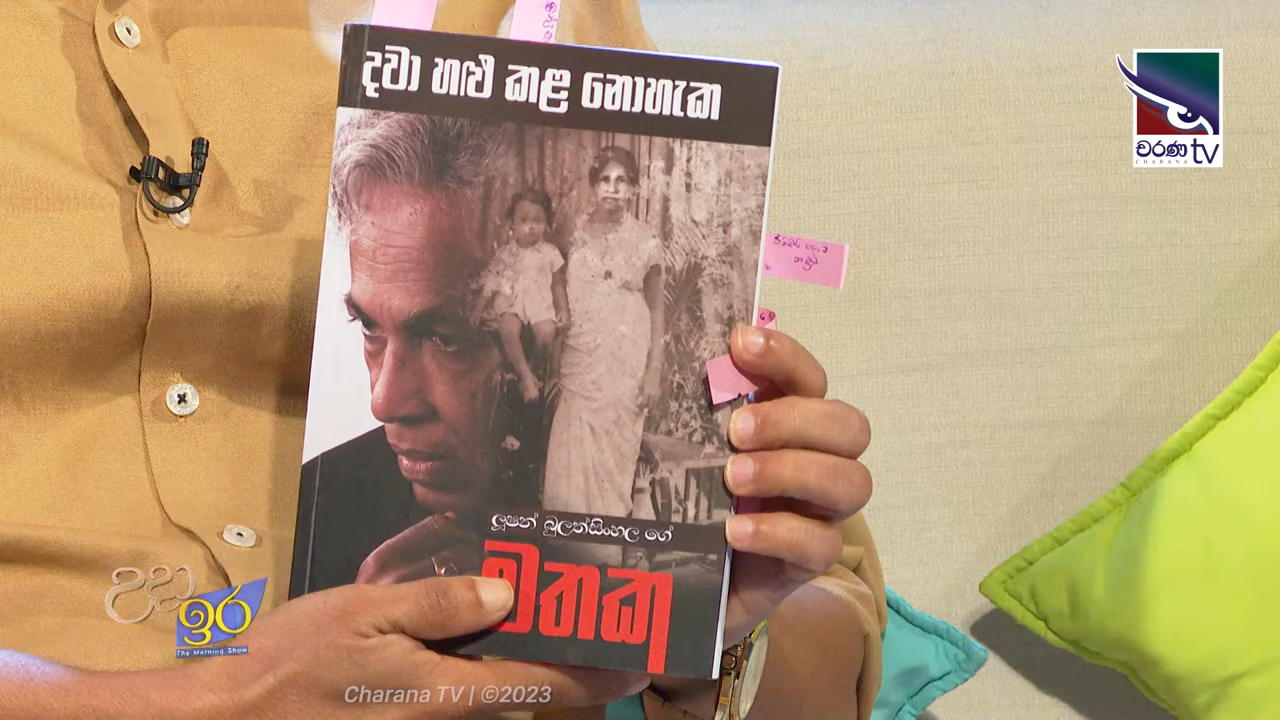 දවා හළු කළ නොහැක
ලූෂන් බුලත්සිංහල ගේ
මතක
චරණ tv
CHARANA
උදා
ඉර
The Morning Show
Charana TV | ©2023